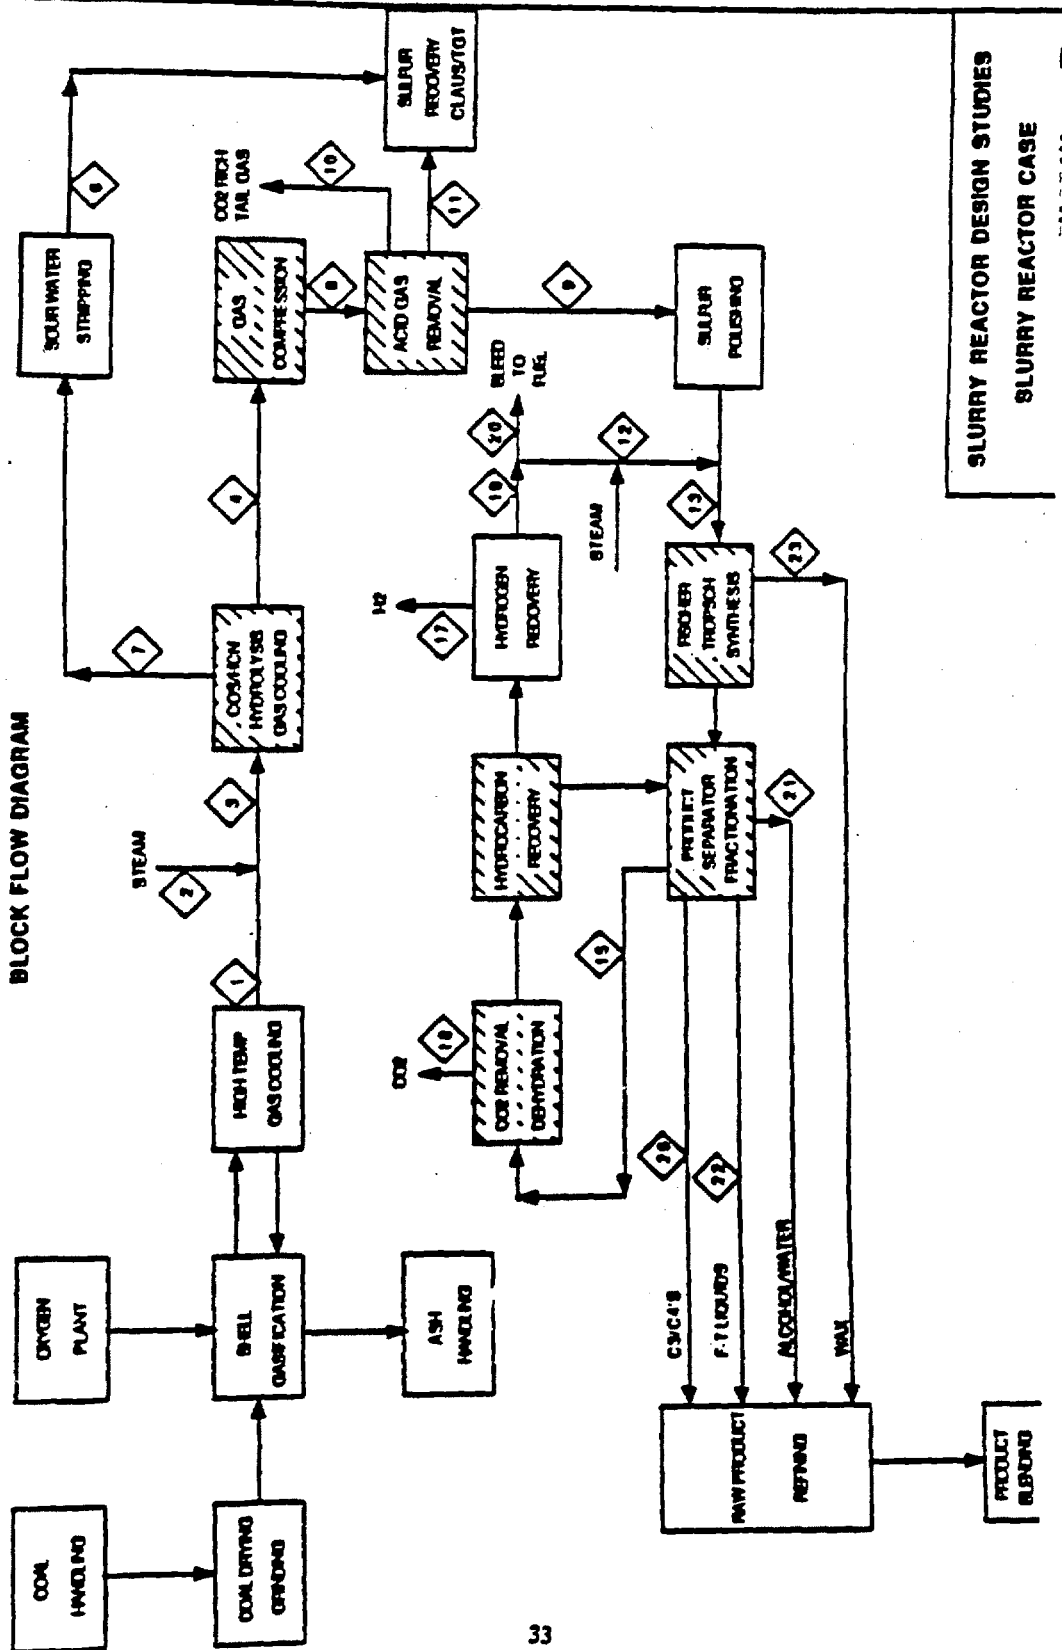 BLOCK FLOW DIAGRAM
COAL
HANDLING
OXYGEN
PLANT
COAL DRYING
GRINDING
SHELL
GASIFICATION
ASH
HANDLING
HIGH TEMP
GAS COOLING
1
STEAM
2
3
COS/HCN
HYDROLYSIS
GAS COOLING
7
4
SOUR WATER
STRIPPING
6
GAS
COMPRESSION
8
ACID GAS
REMOVAL
CO2 RICH
TAIL GAS
10
11
SULFUR
RECOVERY
CLAUS/TGT
9
SULFUR
POLISHING
CO2
CO2 REMOVAL
DEHYDRATION
HYDROCARBON
RECOVERY
H2
17
HYDROGEN
RECOVERY
20
BLEED
TO
FUEL
STEAM
12
13
FISCHER
TROPSCH
SYNTHESIS
23
PRODUCT
SEPARATOR
FRACTIONATION
21
15
22
C3/C4'S
F-T LIQUIDS
ALCOHOL/WATER
WAX
RAW PRODUCT
REFINING
PRODUCT
BLENDING
SLURRY REACTOR DESIGN STUDIES
SLURRY REACTOR CASE
33